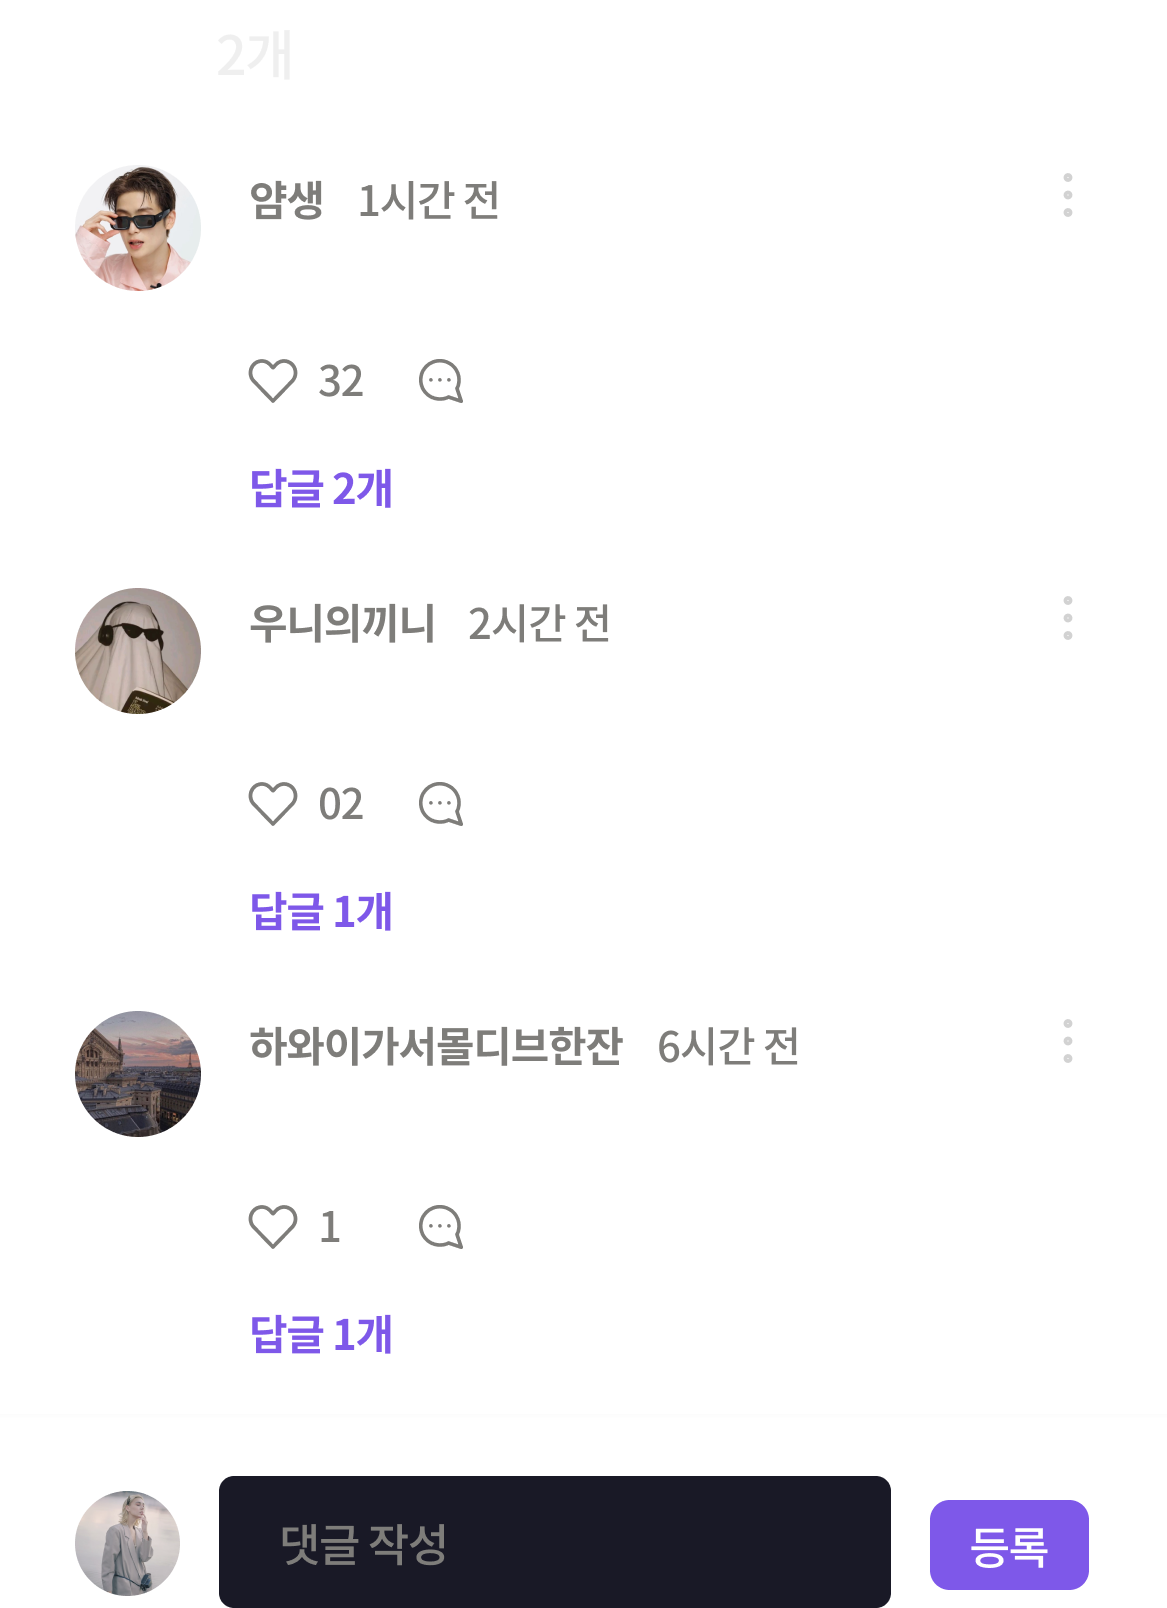 2개
얌생 1시간 전
32
답글 2개
우니의끼니 2시간 전
02
답글 1개
하와이가서몰디브한잔 6시간 전
1
답글 1개
댓글 작성
등록